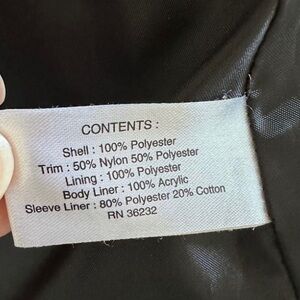 CONTENTS :
Shell : 100% Polyester
Trim : 50% Nylon 50% Polyester
Lining : 100% Polyester
Body Liner : 100% Acrylic
Sleeve Liner : 80% Polyester 20% Cotton
RN 36232